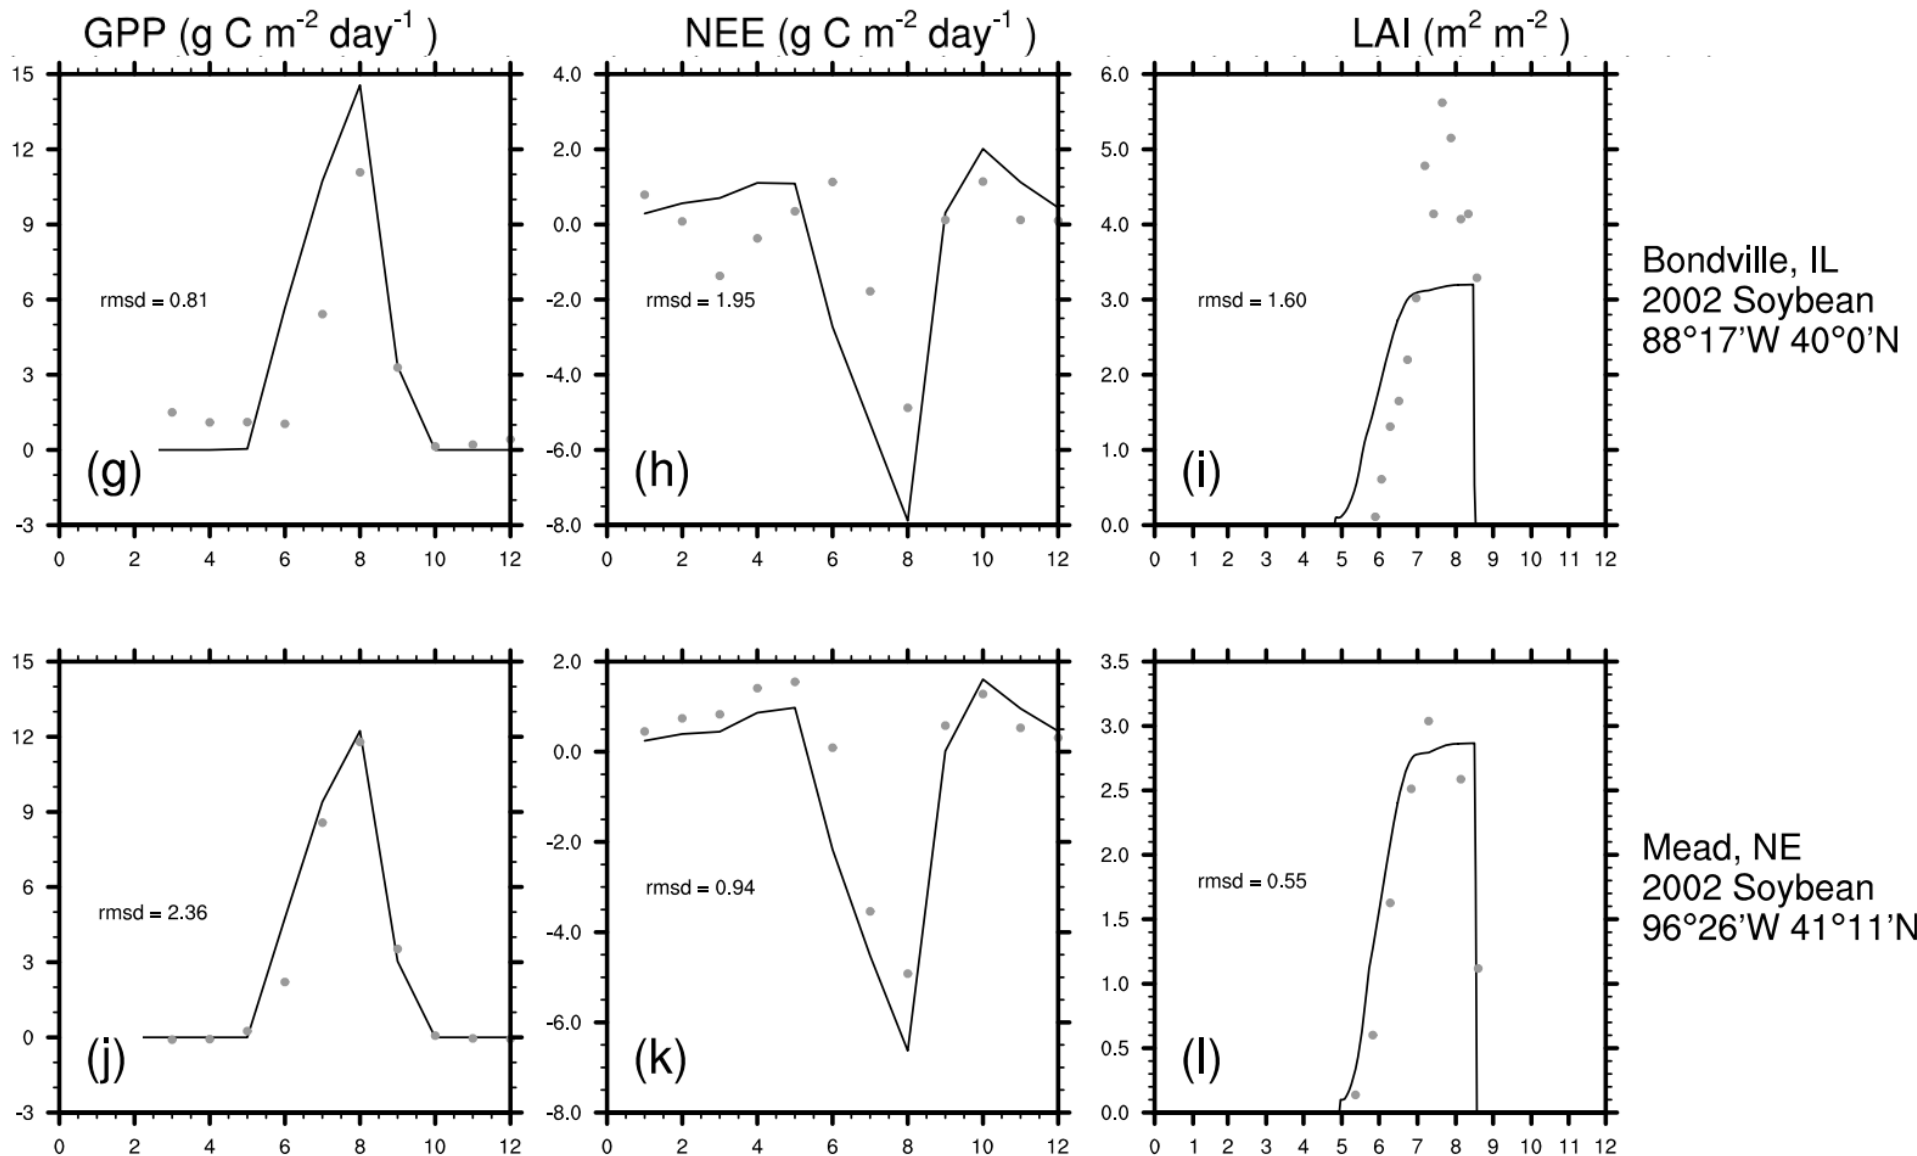 GPP (g C m-2 day-1 )
NEE (g C m-2 day-1 )
LAI (m2 m-2 )
15
12
9
6
3
0
-3
rmsd = 0.81
(g)
0 2 4 6 8 10 12
4.0
2.0
0.0
-2.0
-4.0
-6.0
-8.0
rmsd = 1.95
(h)
0 2 4 6 8 10 12
6.0
5.0
4.0
3.0
2.0
1.0
0.0
rmsd = 1.60
(i)
0 1 2 3 4 5 6 7 8 9 10 11 12
Bondville, IL
2002 Soybean
88°17’W 40°0’N
15
12
9
6
3
0
-3
rmsd = 2.36
(j)
0 2 4 6 8 10 12
2.0
0.0
-2.0
-4.0
-6.0
-8.0
rmsd = 0.94
(k)
0 2 4 6 8 10 12
3.5
3.0
2.5
2.0
1.5
1.0
0.5
0.0
rmsd = 0.55
(l)
0 1 2 3 4 5 6 7 8 9 10 11 12
Mead, NE
2002 Soybean
96°26’W 41°11’N